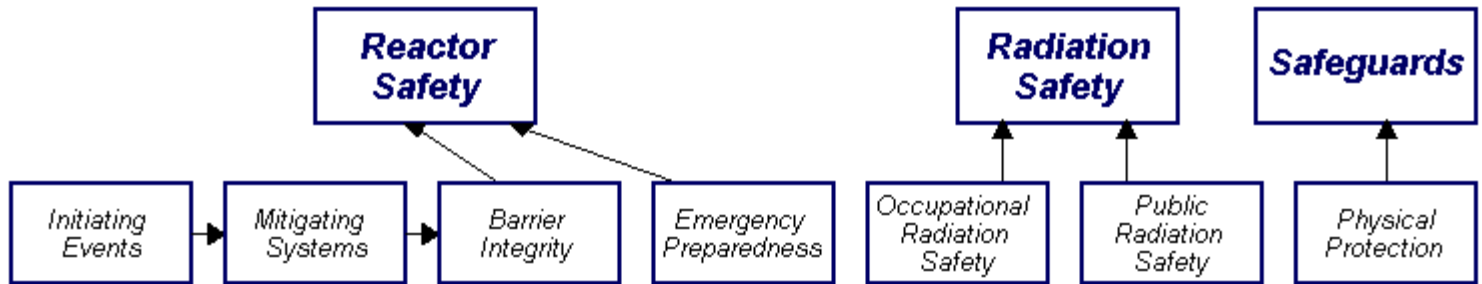 Reactor
Safety
Radiation
Safety
Safeguards
Initiating
Events
Mitigating
Systems
Barrier
Integrity
Emergency
Preparedness
Occupational
Radiation
Safety
Public
Radiation
Safety
Physical
Protection